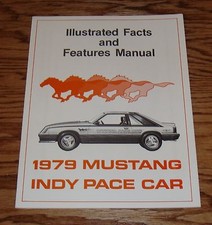 Illustrated Facts
and
Features Manual
1979 MUSTANG
INDY PACE CAR